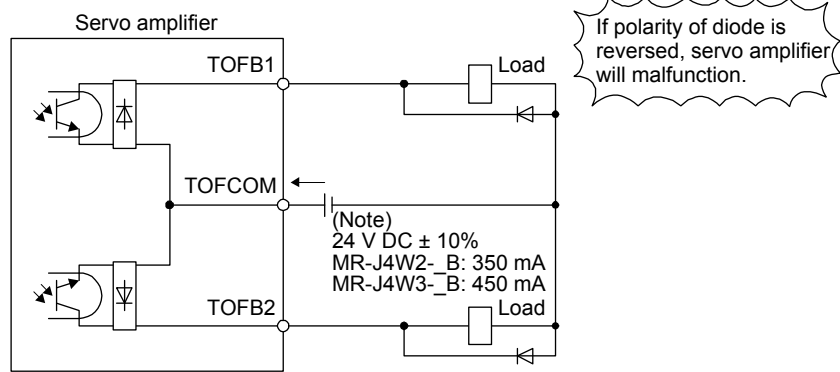 Servo amplifier
If polarity of diode is
reversed, servo amplifier
will malfunction.
TOFB1
Load
TOFCOM
(Note)
24 V DC ± 10%
MR-J4W2-_B: 350 mA
MR-J4W3-_B: 450 mA
TOFB2
Load